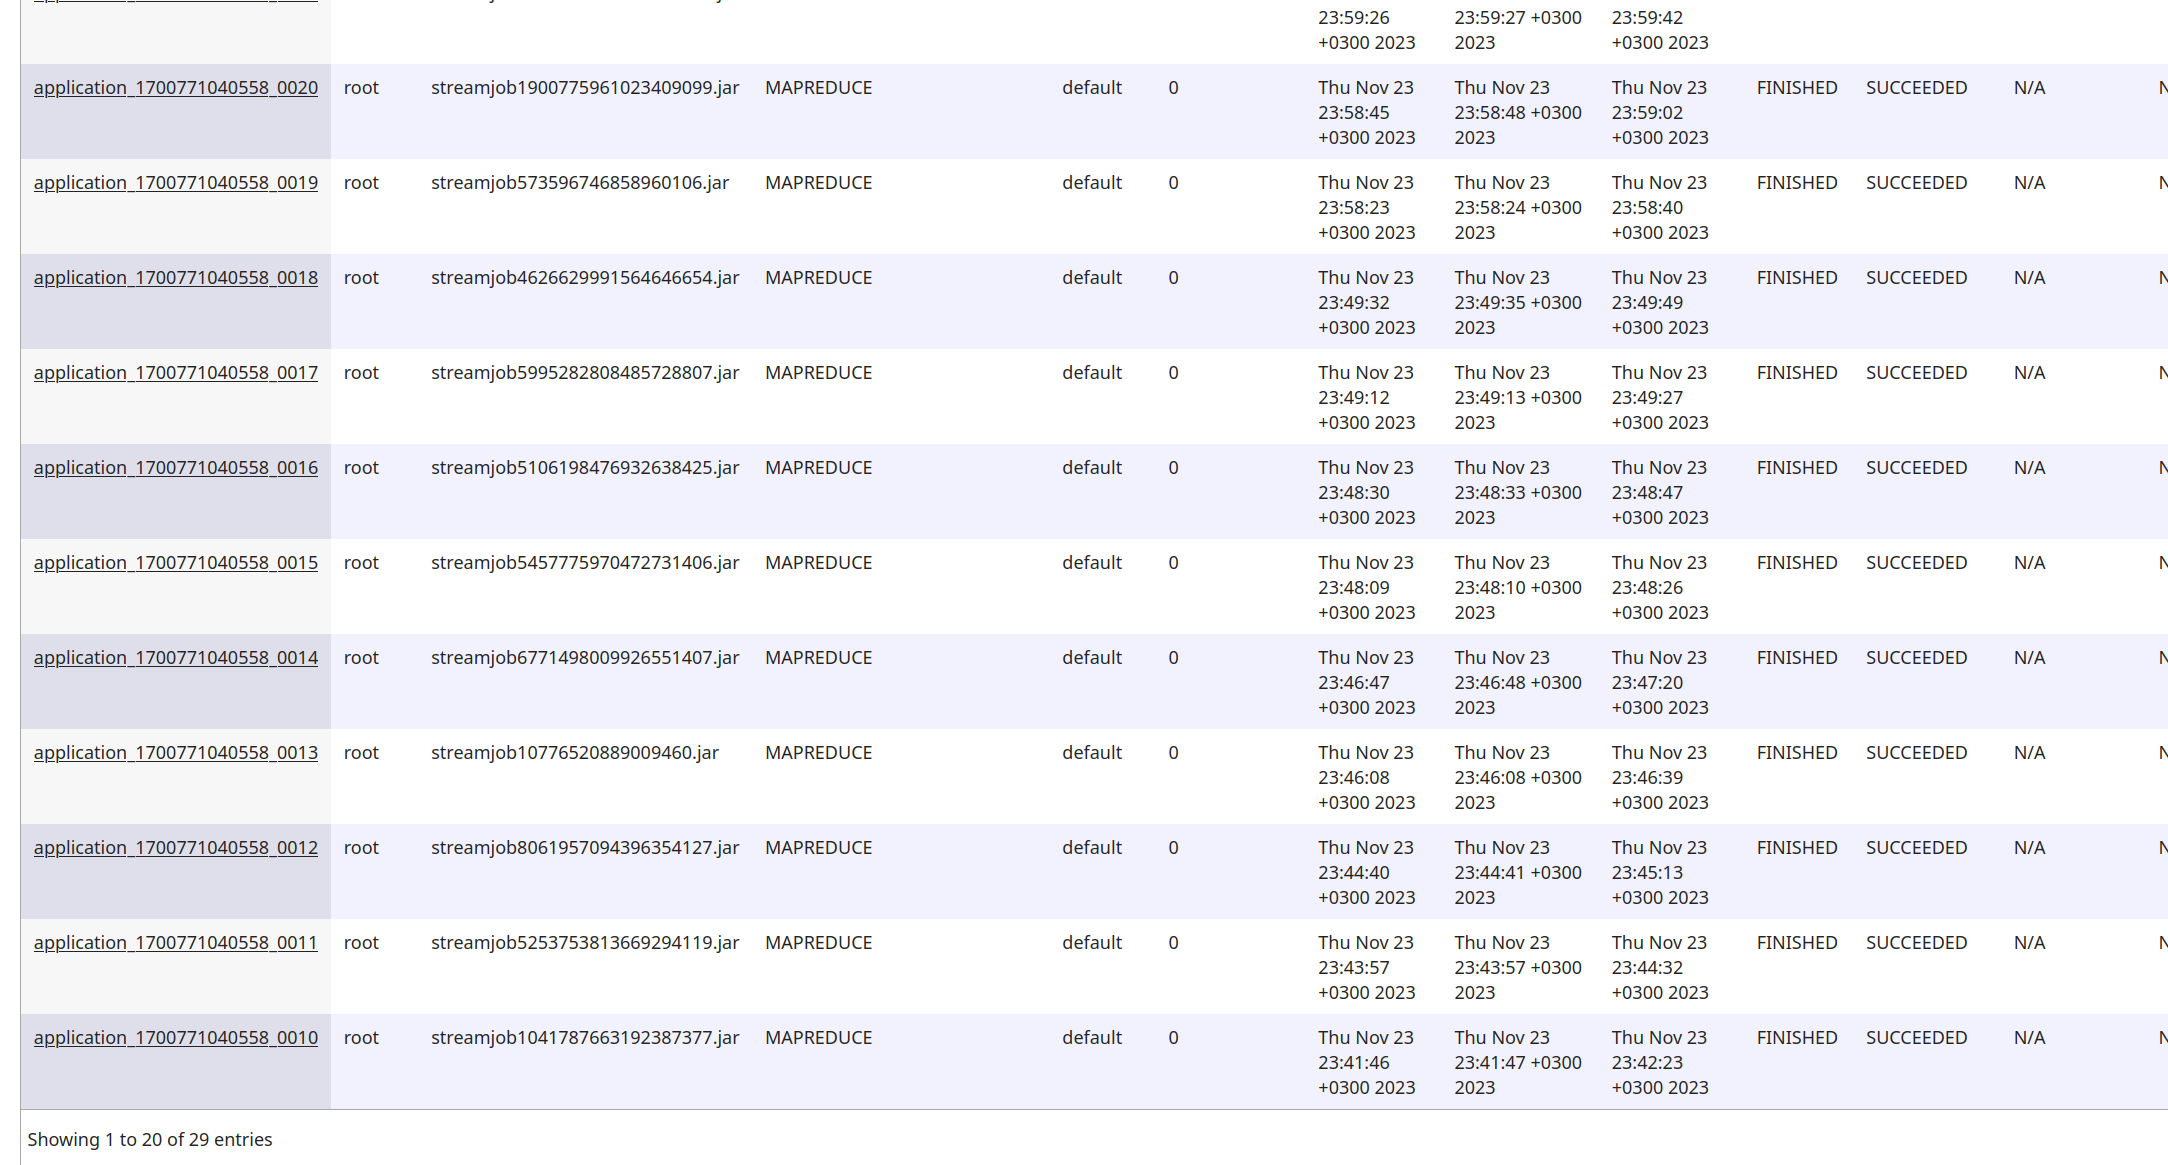 23:59:26 23:59:27 +0300 23:59:42
+0300 2023 2023 +0300 2023
application_1700771040558_0020 root streamjob1900775961023409099.jar MAPREDUCE default 0 Thu Nov 23 Thu Nov 23 Thu Nov 23 FINISHED SUCCEEDED N/A N
23:58:45 23:58:48 +0300 23:59:02
+0300 2023 2023 +0300 2023
application_1700771040558_0019 root streamjob573596746858960106.jar MAPREDUCE default 0 Thu Nov 23 Thu Nov 23 Thu Nov 23 FINISHED SUCCEEDED N/A N
23:58:23 23:58:24 +0300 23:58:40
+0300 2023 2023 +0300 2023
application_1700771040558_0018 root streamjob4626629991564646654.jar MAPREDUCE default 0 Thu Nov 23 Thu Nov 23 Thu Nov 23 FINISHED SUCCEEDED N/A N
23:49:32 23:49:35 +0300 23:49:49
+0300 2023 2023 +0300 2023
application_1700771040558_0017 root streamjob5995282808485728807.jar MAPREDUCE default 0 Thu Nov 23 Thu Nov 23 Thu Nov 23 FINISHED SUCCEEDED N/A N
23:49:12 23:49:13 +0300 23:49:27
+0300 2023 2023 +0300 2023
application_1700771040558_0016 root streamjob5106198476932638425.jar MAPREDUCE default 0 Thu Nov 23 Thu Nov 23 Thu Nov 23 FINISHED SUCCEEDED N/A N
23:48:30 23:48:33 +0300 23:48:47
+0300 2023 2023 +0300 2023
application_1700771040558_0015 root streamjob5457775970472731406.jar MAPREDUCE default 0 Thu Nov 23 Thu Nov 23 Thu Nov 23 FINISHED SUCCEEDED N/A N
23:48:09 23:48:10 +0300 23:48:26
+0300 2023 2023 +0300 2023
application_1700771040558_0014 root streamjob6771498009926551407.jar MAPREDUCE default 0 Thu Nov 23 Thu Nov 23 Thu Nov 23 FINISHED SUCCEEDED N/A N
23:46:47 23:46:48 +0300 23:47:20
+0300 2023 2023 +0300 2023
application_1700771040558_0013 root streamjob10776520889009460.jar MAPREDUCE default 0 Thu Nov 23 Thu Nov 23 Thu Nov 23 FINISHED SUCCEEDED N/A N
23:46:08 23:46:08 +0300 23:46:39
+0300 2023 2023 +0300 2023
application_1700771040558_0012 root streamjob8061957094396354127.jar MAPREDUCE default 0 Thu Nov 23 Thu Nov 23 Thu Nov 23 FINISHED SUCCEEDED N/A N
23:44:40 23:44:41 +0300 23:45:13
+0300 2023 2023 +0300 2023
application_1700771040558_0011 root streamjob5253753813669294119.jar MAPREDUCE default 0 Thu Nov 23 Thu Nov 23 Thu Nov 23 FINISHED SUCCEEDED N/A N
23:43:57 23:43:57 +0300 23:44:32
+0300 2023 2023 +0300 2023
application_1700771040558_0010 root streamjob1041787663192387377.jar MAPREDUCE default 0 Thu Nov 23 Thu Nov 23 Thu Nov 23 FINISHED SUCCEEDED N/A N
23:41:46 23:41:47 +0300 23:42:23
+0300 2023 2023 +0300 2023
Showing 1 to 20 of 29 entries